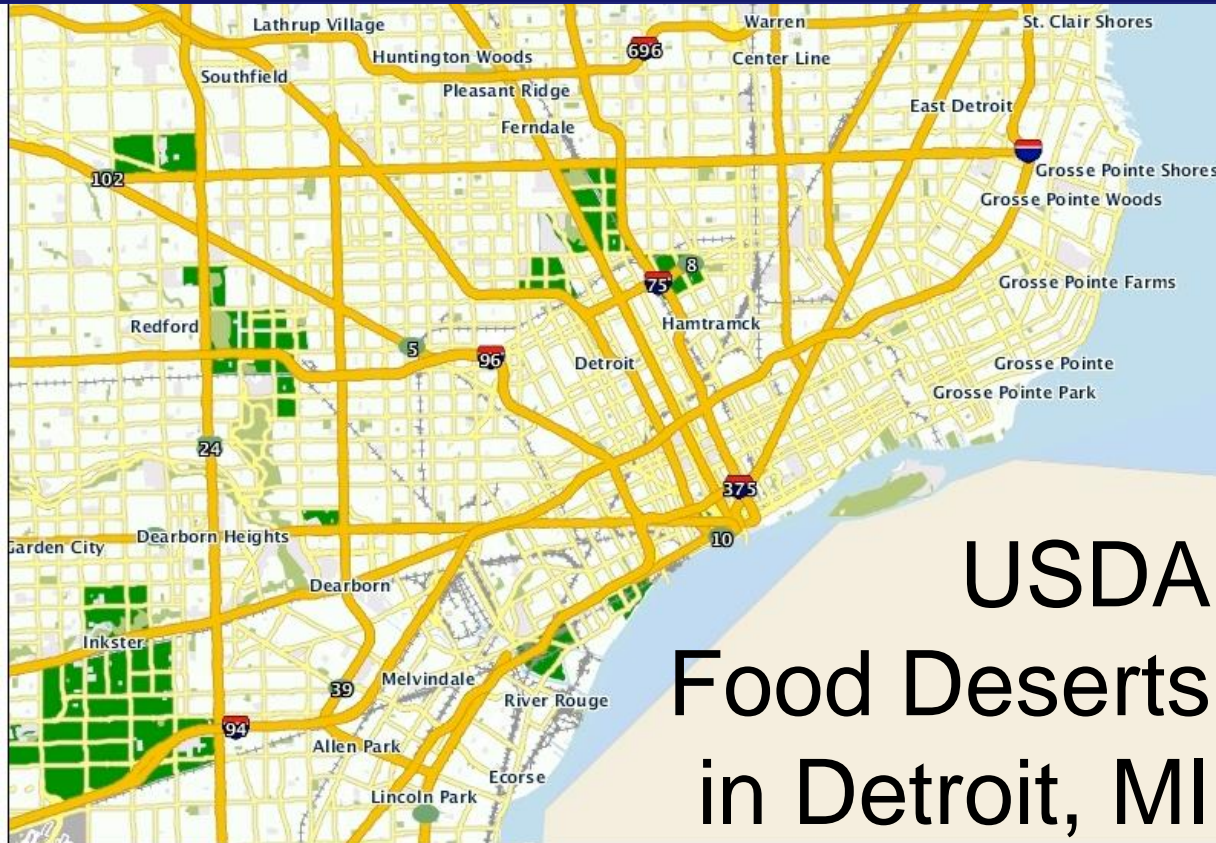 Lathrup Village
Warren
St. Clair Shores
Huntington Woods
696
Center Line
Southfield
Pleasant Ridge
East Detroit
Ferndale
102
Grosse Pointe Shores
Grosse Pointe Woods
8
75
Grosse Pointe Farms
Redford
Hamtramck
5
96
Detroit
Grosse Pointe
Grosse Pointe Park
24
375
Garden City
Dearborn Heights
10
Dearborn
USDA
Food Deserts
in Detroit, MI
Inkster
39
Melvindale
River Rouge
94
Allen Park
Ecorse
Lincoln Park